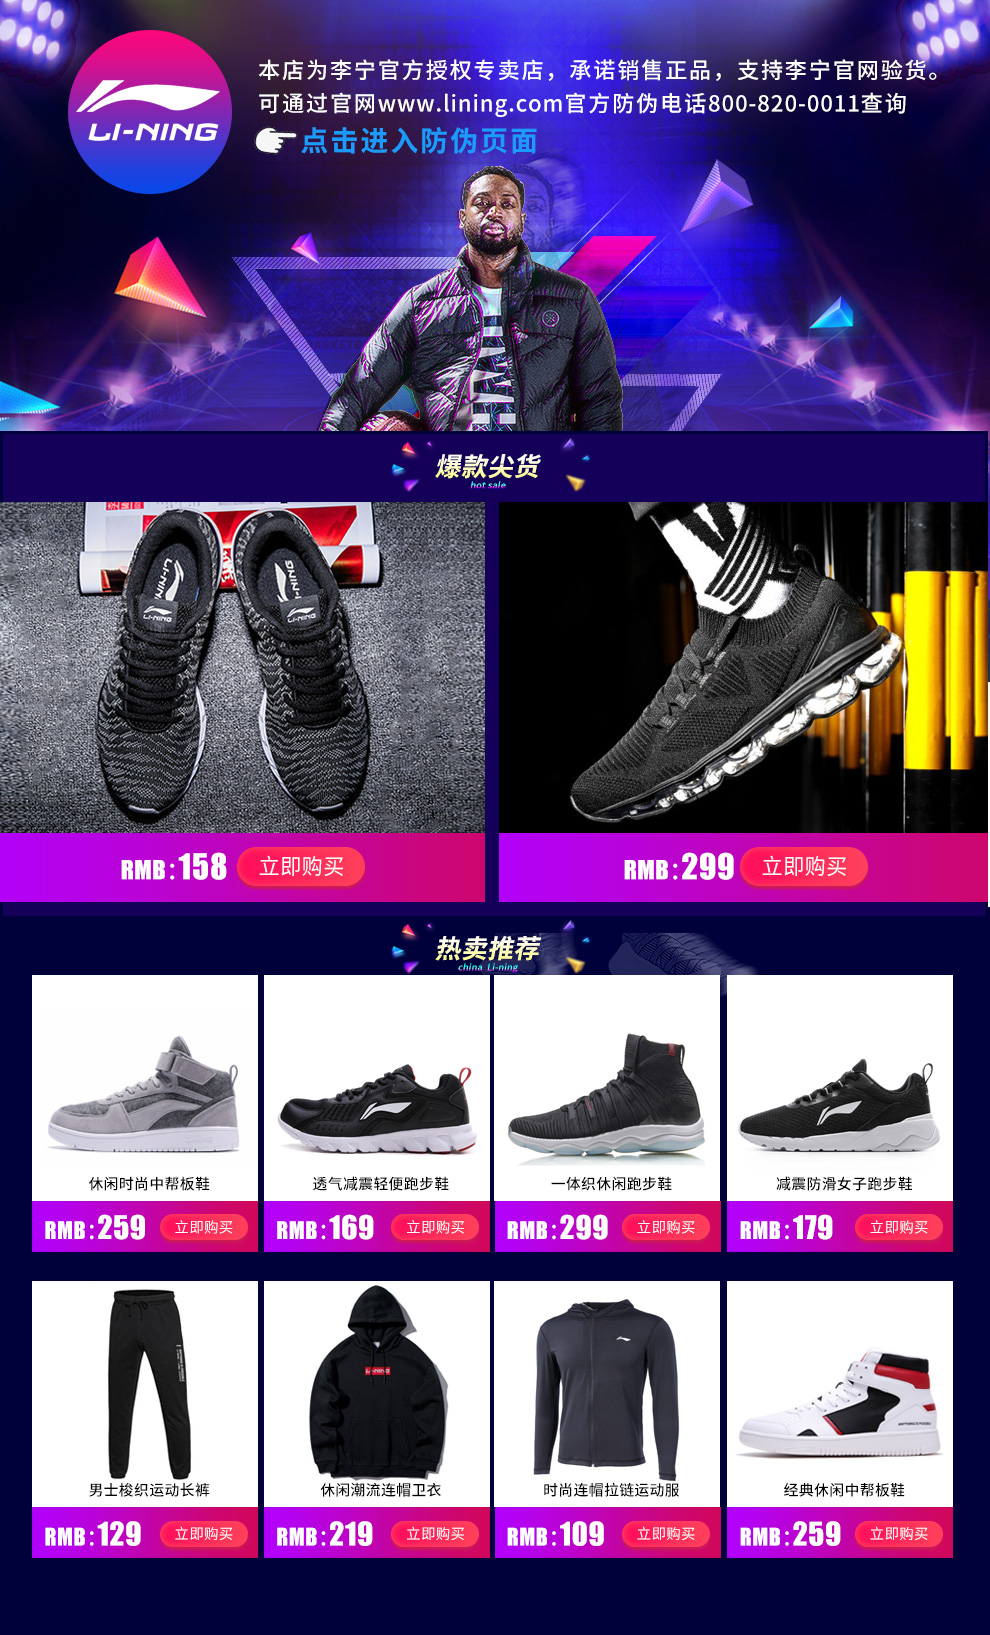 LI-NING
本店为李宁官方授权专卖店，承诺销售正品，支持李宁官网验货。
可通过官网www.lining.com官方防伪电话800-820-0011查询
点击进入防伪页面
爆款尖货
hot sale
LI-NING
LI-NING
LI-NING
RMB:158 立即购买
RMB:299 立即购买
热卖推荐
china Li-ning
休闲时尚中帮板鞋
透气减震轻便跑步鞋
一体织休闲跑步鞋
减震防滑女子跑步鞋
RMB:259 立即购买
RMB:169 立即购买
RMB:299 立即购买
RMB:179 立即购买
LI-NING
男士梭织运动长裤
休闲潮流连帽卫衣
时尚连帽拉链运动服
经典休闲中帮板鞋
RMB:129 立即购买
RMB:219 立即购买
RMB:109 立即购买
RMB:259 立即购买